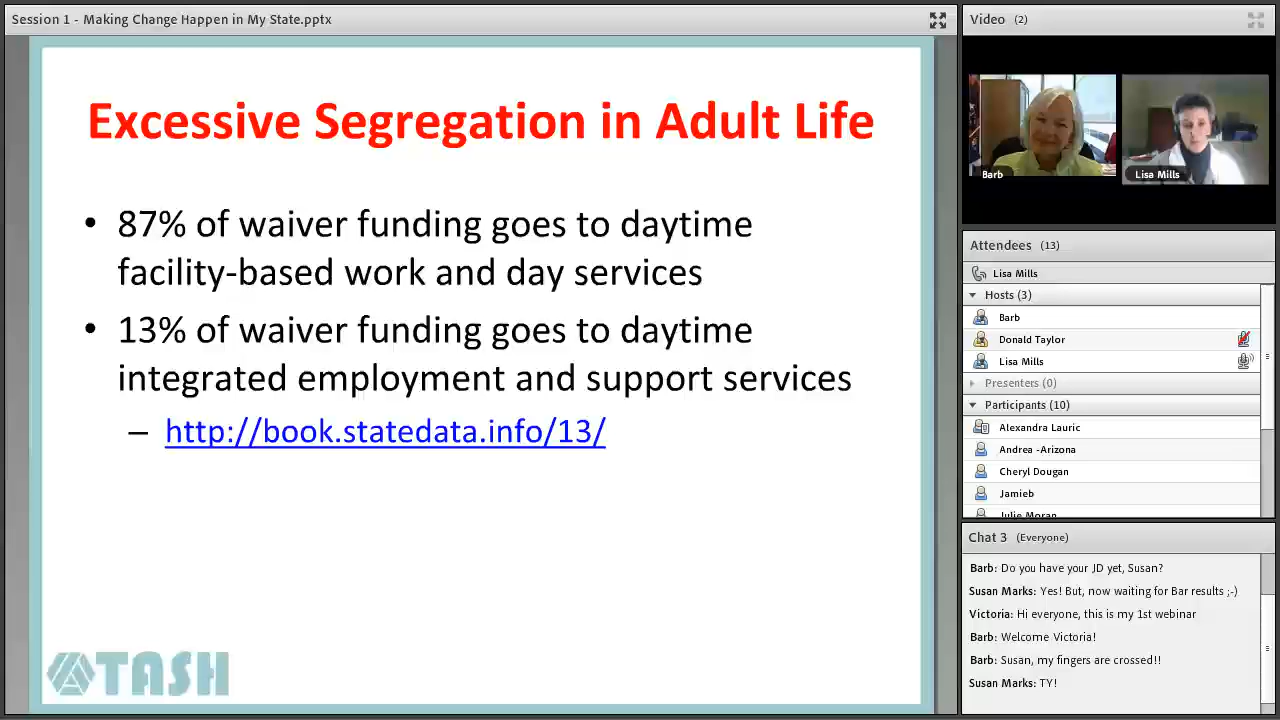 Session 1 - Making Change Happen in My State.pptx
Excessive Segregation in Adult Life
• 87% of waiver funding goes to daytime
facility-based work and day services
• 13% of waiver funding goes to daytime
integrated employment and support services
– http://book.statedata.info/13/
TASH
Video (2)
Barb
Lisa Mills
Attendees (13)
Lisa Mills
Hosts (3)
Barb
Donald Taylor
Lisa Mills
Presenters (0)
Participants (10)
Alexandra Lauric
Andrea -Arizona
Cheryl Dougan
Jamieb
Julie Moran
Chat 3 (Everyone)
Barb: Do you have your JD yet, Susan?
Susan Marks: Yes! But, now waiting for Bar results ;-)
Victoria: Hi everyone, this is my 1st webinar
Barb: Welcome Victoria!
Barb: Susan, my fingers are crossed!!
Susan Marks: TY!